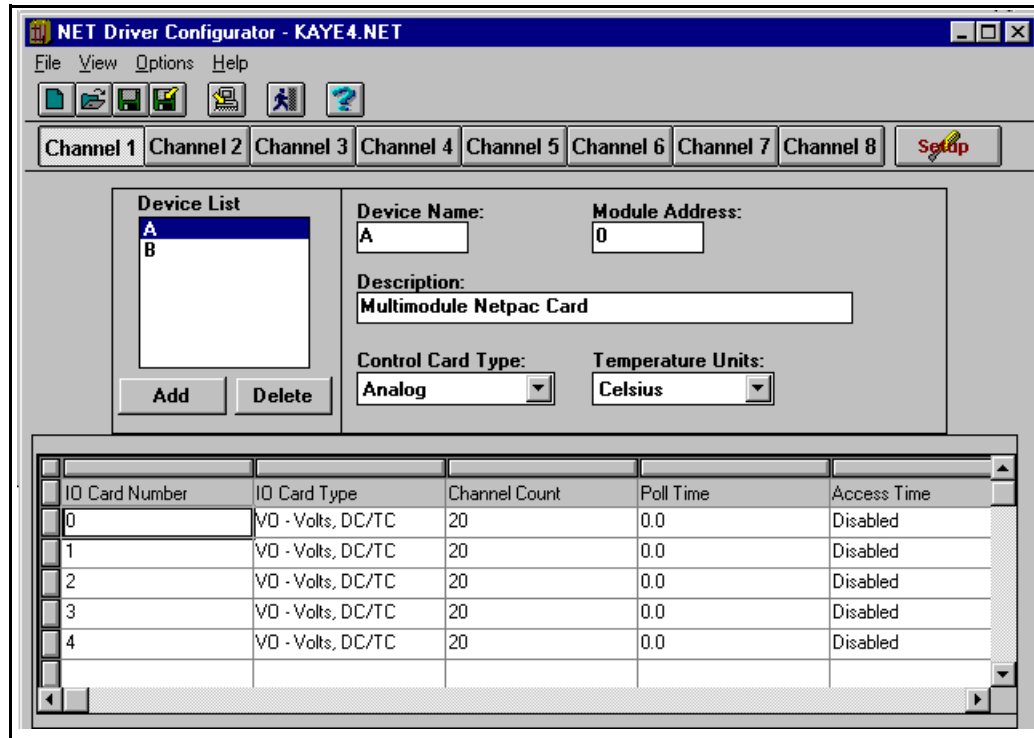 NET Driver Configurator - KAYE4.NET
File View Options Help
Channel 1 Channel 2 Channel 3 Channel 4 Channel 5 Channel 6 Channel 7 Channel 8 Setup
Device List
A
B
Add Delete
Device Name: Module Address:
A 0
Description:
Multimodule Netpac Card
Control Card Type: Temperature Units:
Analog Celsius
IO Card Number IO Card Type Channel Count Poll Time Access Time
0 VO - Volts, DC/TC 20 0.0 Disabled
1 VO - Volts, DC/TC 20 0.0 Disabled
2 VO - Volts, DC/TC 20 0.0 Disabled
3 VO - Volts, DC/TC 20 0.0 Disabled
4 VO - Volts, DC/TC 20 0.0 Disabled